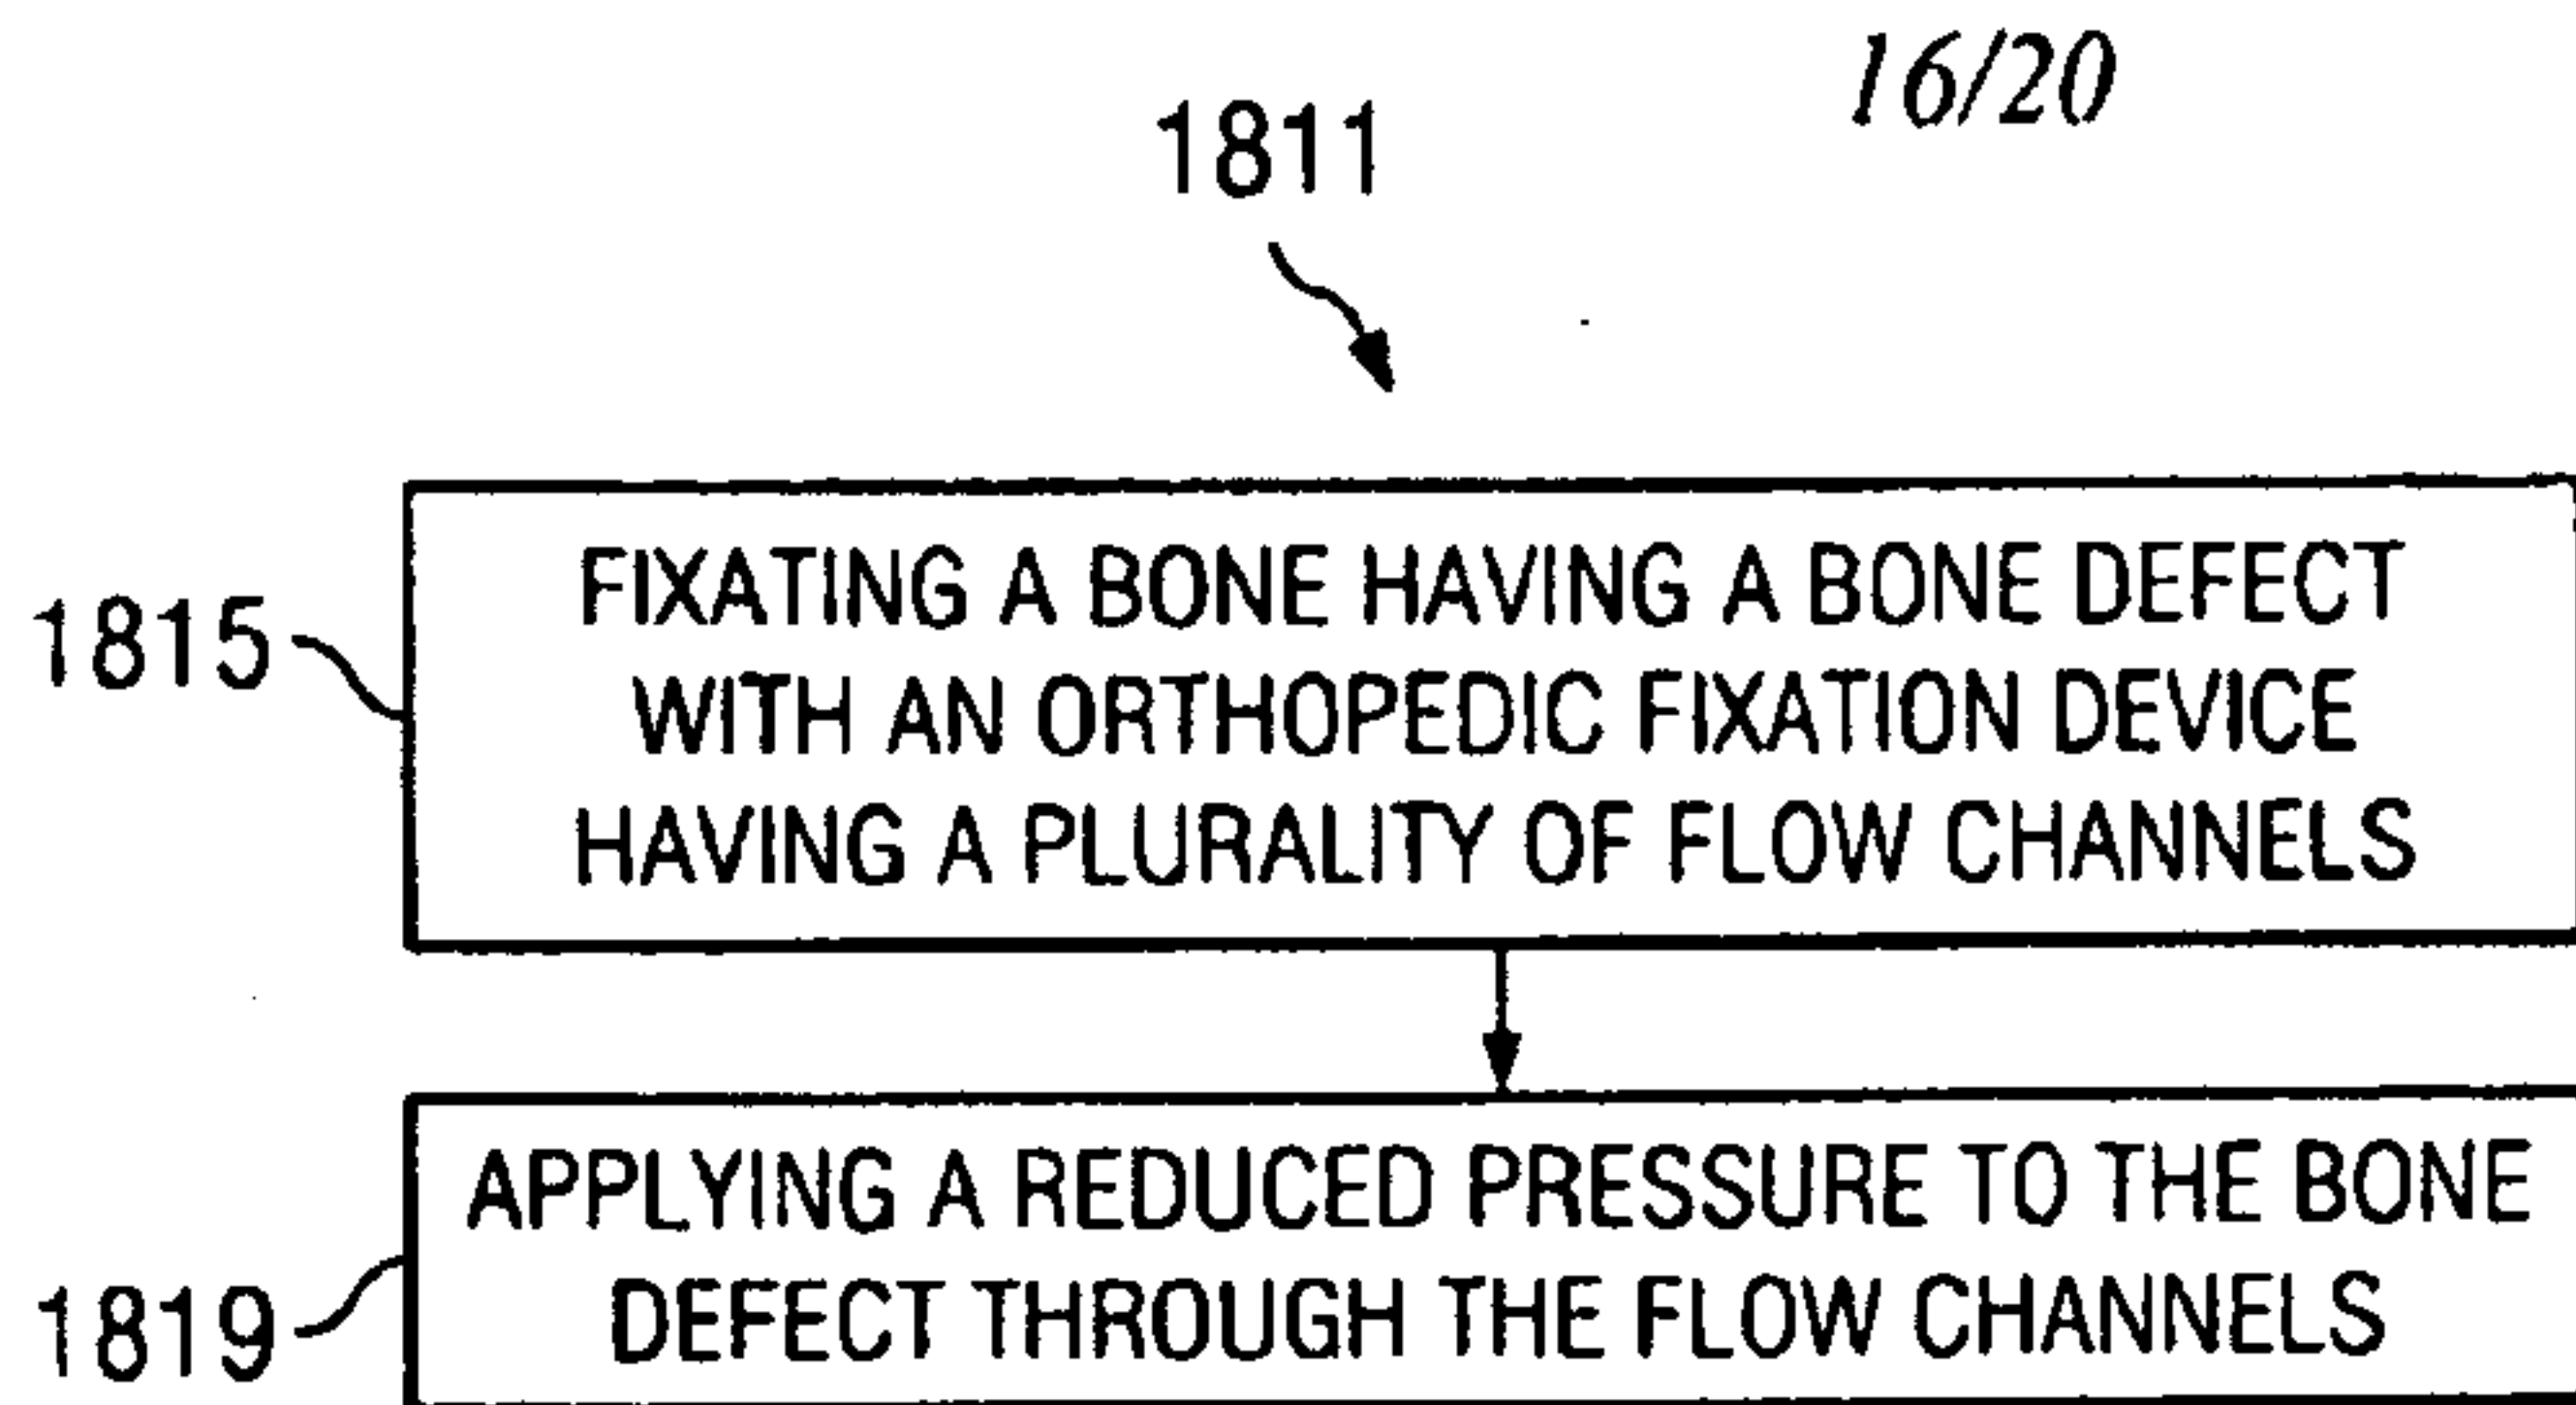 16/20
1811
1815
FIXATING A BONE HAVING A BONE DEFECT
WITH AN ORTHOPEDIC FIXATION DEVICE
HAVING A PLURALITY OF FLOW CHANNELS
1819
APPLYING A REDUCED PRESSURE TO THE BONE
DEFECT THROUGH THE FLOW CHANNELS